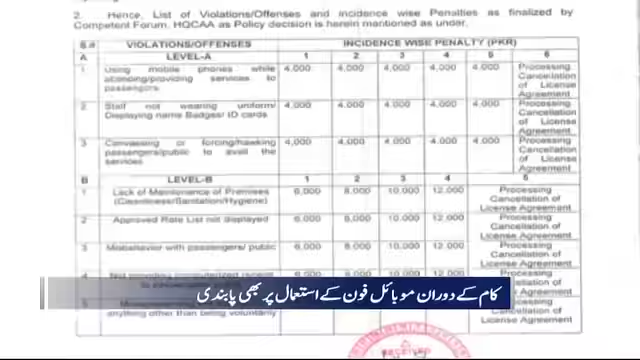 2. Hence, List of Violations/Offenses and Incidence wise Penalties as finalized by
Competent Forum, HQCAA as Policy decision is herein mentioned as under.
S.# VIOLATIONS/OFFENSES INCIDENCE WISE PENALTY (PKR)
A LEVEL-A 1 2 3 4 5 6
1 Using mobile phones while attending/providing services to passengers 4,000 4,000 4,000 4,000 4,000 Processing Cancellation of License Agreement
2 Staff not wearing uniform/ Displaying name Badges/ ID cards 4,000 4,000 4,000 4,000 4,000 Processing Cancellation of License Agreement
3 Canvassing or forcing/hawking passengers/public to avail the services 4,000 4,000 4,000 4,000 4,000 Processing Cancellation of License Agreement
B LEVEL-B 1 2 3 4 5
1 Lack of Maintenance of Premises (Cleanliness/Sanitation/Hygiene) 6,000 8,000 10,000 12,000 Processing Cancellation of License Agreement
2 Approved Rate List not displayed 6,000 8,000 10,000 12,000 Processing Cancellation of License Agreement
3 Misbehavior with passengers/ public 6,000 8,000 10,000 12,000 Processing Cancellation of License Agreement
4 6,000 8,000 10,000 12,000 Processing
کام کے دوران موبائل فون کے استعمال پر بھی پابندی
anything other than being voluntarily License Agreement